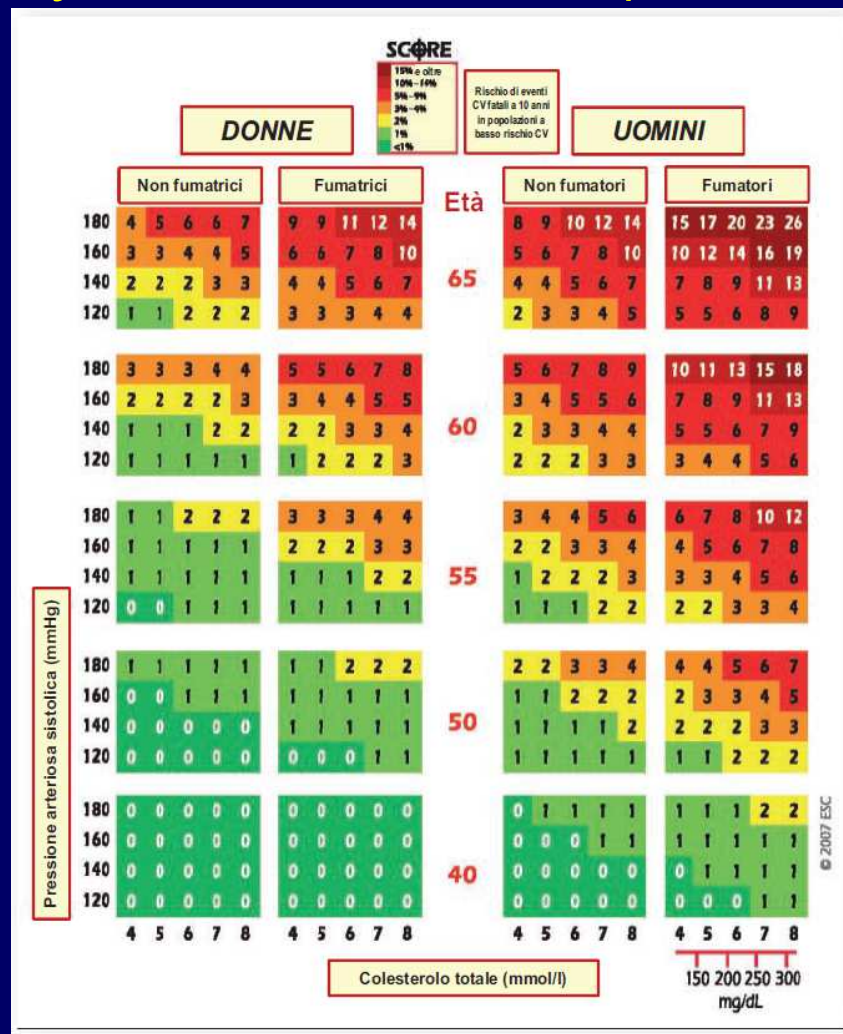 SCORE
15% e oltre
10%–14%
5%–9%
3%–4%
2%
1%
<1%
Rischio di eventi
CV fatali a 10 anni
in popolazioni a
basso rischio CV
DONNE
UOMINI
Non fumatrici
Fumatrici
Età
Non fumatori
Fumatori
180 4 5 6 6 7 9 9 11 12 14 8 9 10 12 14 15 17 20 23 26
160 3 3 4 4 5 6 6 7 8 10 5 6 7 8 10 10 12 14 16 19
65
140 2 2 2 3 3 4 4 5 6 7 4 4 5 6 7 7 8 9 11 13
120 1 1 2 2 2 3 3 3 4 4 2 3 3 4 5 5 5 6 8 9
180 3 3 3 4 4 5 5 6 7 8 5 6 7 8 9 10 11 13 15 18
160 2 2 2 2 3 3 4 4 5 5 3 4 5 5 6 7 8 9 11 13
60
140 1 1 1 2 2 2 2 3 3 4 2 3 3 4 4 5 5 6 7 9
120 1 1 1 1 1 1 2 2 2 3 2 2 2 3 3 3 4 4 5 6
180 1 1 2 2 2 3 3 3 4 4 3 4 4 5 6 6 7 8 10 12
160 1 1 1 1 1 2 2 2 3 3 2 2 3 3 4 4 5 6 7 8
55
140 1 1 1 1 1 1 1 1 2 2 1 2 2 2 3 3 3 4 5 6
120 0 0 1 1 1 1 1 1 1 1 1 1 1 2 2 2 2 3 3 4
180 1 1 1 1 1 1 1 2 2 2 2 2 3 3 4 4 4 5 6 7
160 0 0 1 1 1 1 1 1 1 1 1 1 2 2 2 2 3 3 4 5
50
140 0 0 0 0 0 1 1 1 1 1 1 1 1 1 2 2 2 2 3 3
120 0 0 0 0 0 0 0 0 1 1 1 1 1 1 1 1 1 2 2 2
180 0 0 0 0 0 0 0 0 0 0 0 1 1 1 1 1 1 1 2 2
160 0 0 0 0 0 0 0 0 0 0 0 0 0 1 1 1 1 1 1 1
40
140 0 0 0 0 0 0 0 0 0 0 0 0 0 0 0 0 1 1 1 1
120 0 0 0 0 0 0 0 0 0 0 0 0 0 0 0 0 0 0 1 1
4 5 6 7 8 4 5 6 7 8 4 5 6 7 8 4 5 6 7 8
Pressione arteriosa sistolica (mmHg)
Colesterolo totale (mmol/l)
150 200 250 300
mg/dL
© 2007 ESC